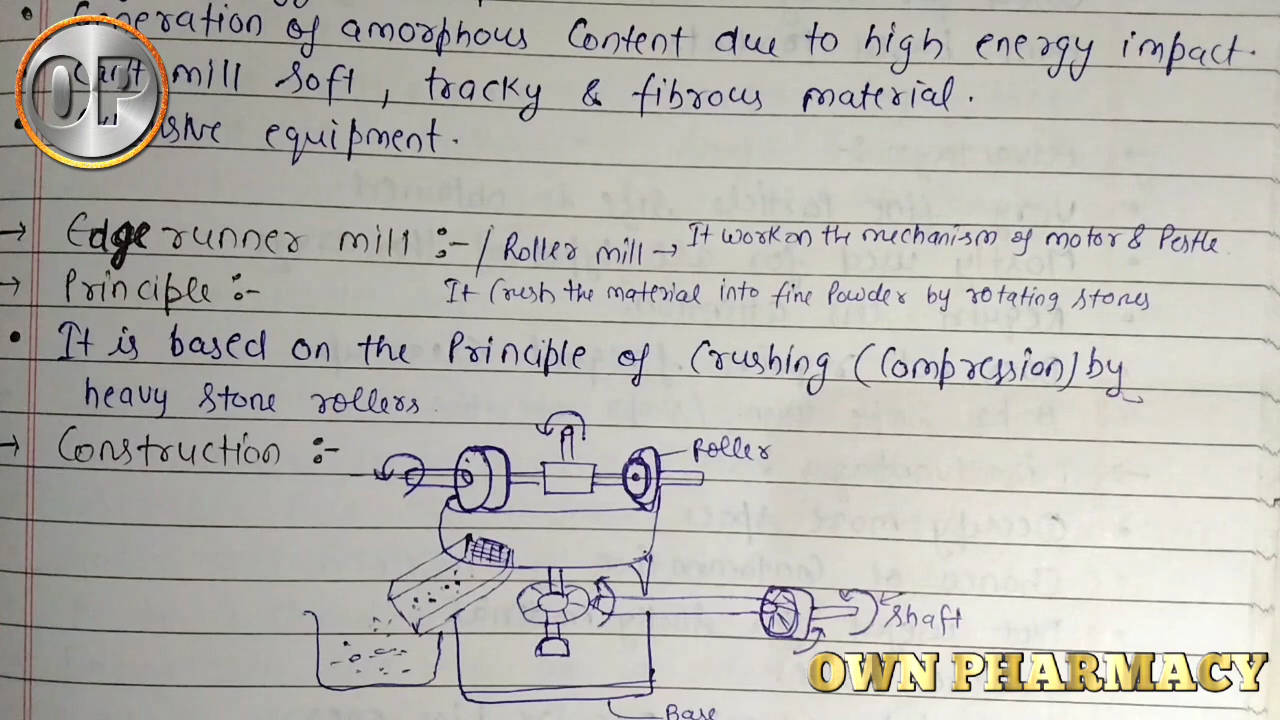 Generation of amorphous Content due to high energy impact.
Can't mill soft, tracky & fibrous material.
equipment.
→ Edge runner mill :- / Roller mill → It work on the mechanism of motor & Pestle.
→ Principle :- It Crush the material into fine Powder by rotating stones
• It is based on the Principle of Crushing (Compression) by
heavy stone rollers.
→ Construction :-
Roller
Shaft
Base
OP
OWN PHARMACY